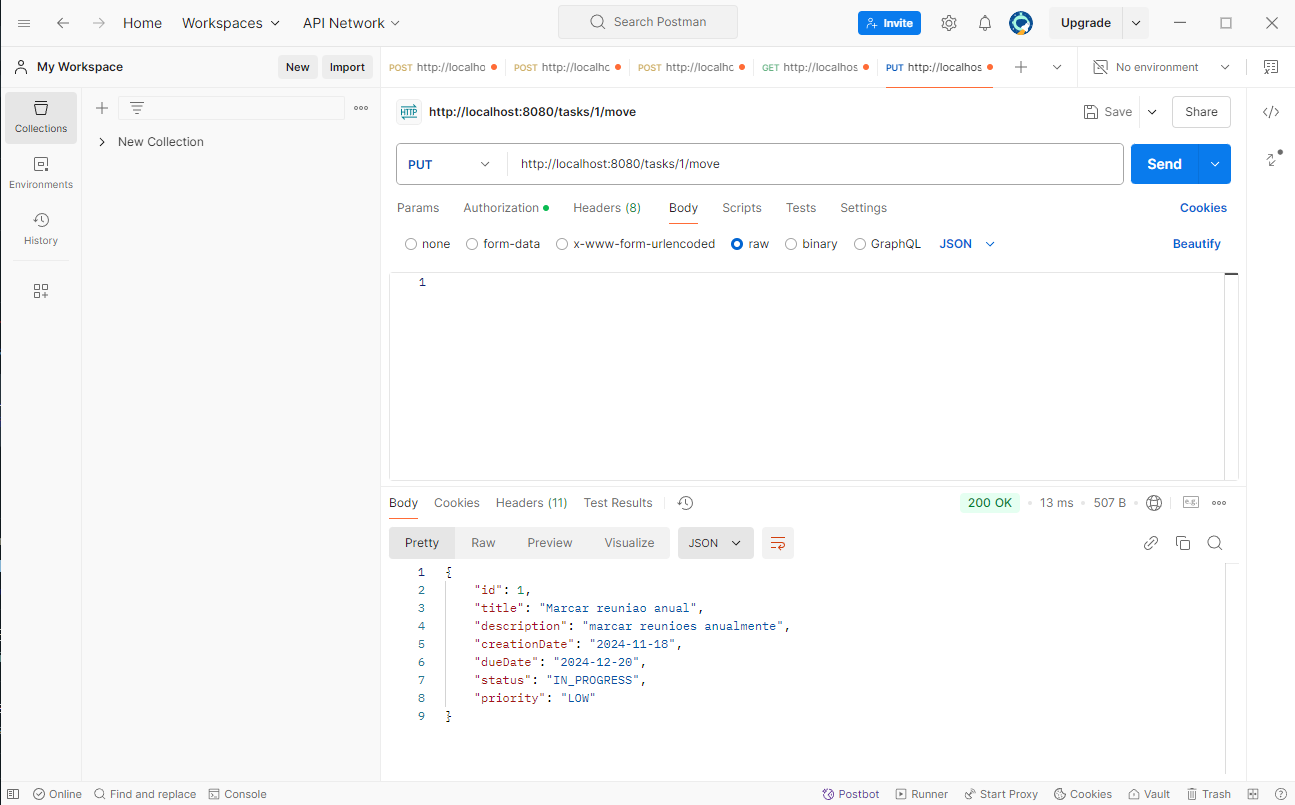 Home Workspaces API Network Search Postman Invite Upgrade
My Workspace New Import POST http://localho POST http://localhc POST http://localhc GET http://localhos PUT http://localhos No environment
Collections
New Collection
Environments
History
HTTP http://localhost:8080/tasks/1/move Save Share
PUT http://localhost:8080/tasks/1/move Send
Params Authorization Headers (8) Body Scripts Tests Settings Cookies
none form-data x-www-form-urlencoded raw binary GraphQL JSON Beautify
1
Body Cookies Headers (11) Test Results 200 OK 13 ms 507 B e.g.
Pretty Raw Preview Visualize JSON
1 {
2 "id": 1,
3 "title": "Marcar reuniao anual",
4 "description": "marcar reunioes anualmente",
5 "creationDate": "2024-11-18",
6 "dueDate": "2024-12-20",
7 "status": "IN_PROGRESS",
8 "priority": "LOW"
9 }
Online Find and replace Console Postbot Runner Start Proxy Cookies Vault Trash